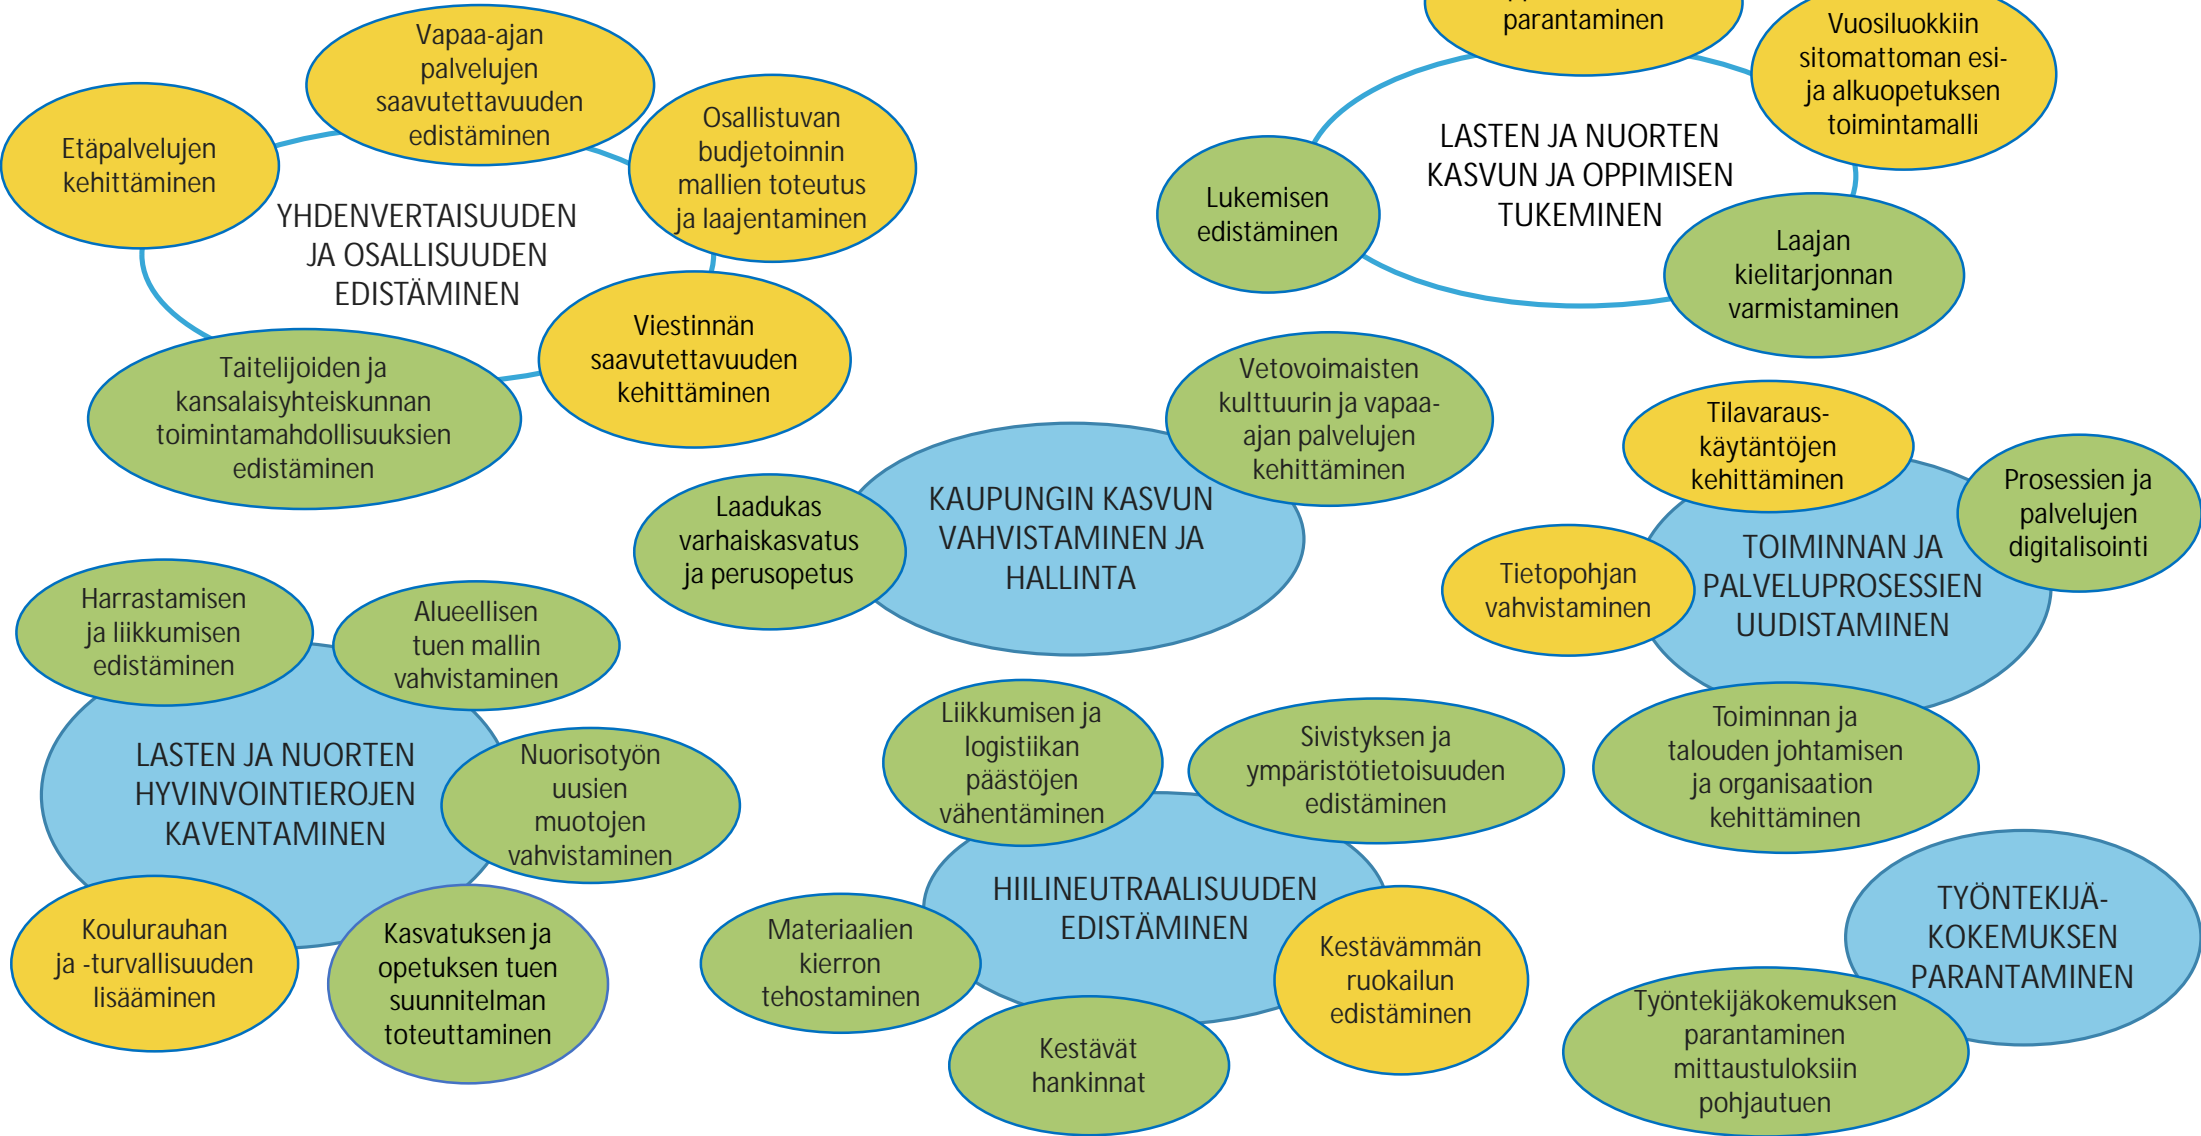 Vapaa-ajan
palvelujen
saavutettavuuden
edistäminen
Etäpalvelujen
kehittäminen
Osallistuvan
budjetoinnin
mallien toteutus
ja laajentaminen
YHDENVERTAISUUDEN
JA OSALLISUUDEN
EDISTÄMINEN
Viestinnän
saavutettavuuden
kehittäminen
Taitelijoiden ja
kansalaisyhteiskunnan
toimintamahdollisuuksien
edistäminen
parantaminen
Vuosiluokkiin
sitomattoman esi-
ja alkuopetuksen
toimintamalli
LASTEN JA NUORTEN
KASVUN JA OPPIMISEN
TUKEMINEN
Lukemisen
edistäminen
Laajan
kielitarjonnan
varmistaminen
Vetovoimaisten
kulttuurin ja vapaa-
ajan palvelujen
kehittäminen
Laadukas
varhaiskasvatus
ja perusopetus
KAUPUNGIN KASVUN
VAHVISTAMINEN JA
HALLINTA
Tilavaraus-
käytäntöjen
kehittäminen
Prosessien ja
palvelujen
digitalisointi
Tietopohjan
vahvistaminen
TOIMINNAN JA
PALVELUPROSESSIEN
UUDISTAMINEN
Toiminnan ja
talouden johtamisen
ja organisaation
kehittäminen
Harrastamisen
ja liikkumisen
edistäminen
Alueellisen
tuen mallin
vahvistaminen
LASTEN JA NUORTEN
HYVINVOINTIEROJEN
KAVENTAMINEN
Nuorisotyön
uusien
muotojen
vahvistaminen
Koulurauhan
ja -turvallisuuden
lisääminen
Kasvatuksen ja
opetuksen tuen
suunnitelman
toteuttaminen
Liikkumisen ja
logistiikan
päästöjen
vähentäminen
Sivistyksen ja
ympäristötietoisuuden
edistäminen
HIILINEUTRAALISUUDEN
EDISTÄMINEN
Materiaalien
kierron
tehostaminen
Kestävämmän
ruokailun
edistäminen
Kestävät
hankinnat
TYÖNTEKIJÄ-
KOKEMUKSEN
PARANTAMINEN
Työntekijäkokemuksen
parantaminen
mittaustuloksiin
pohjautuen